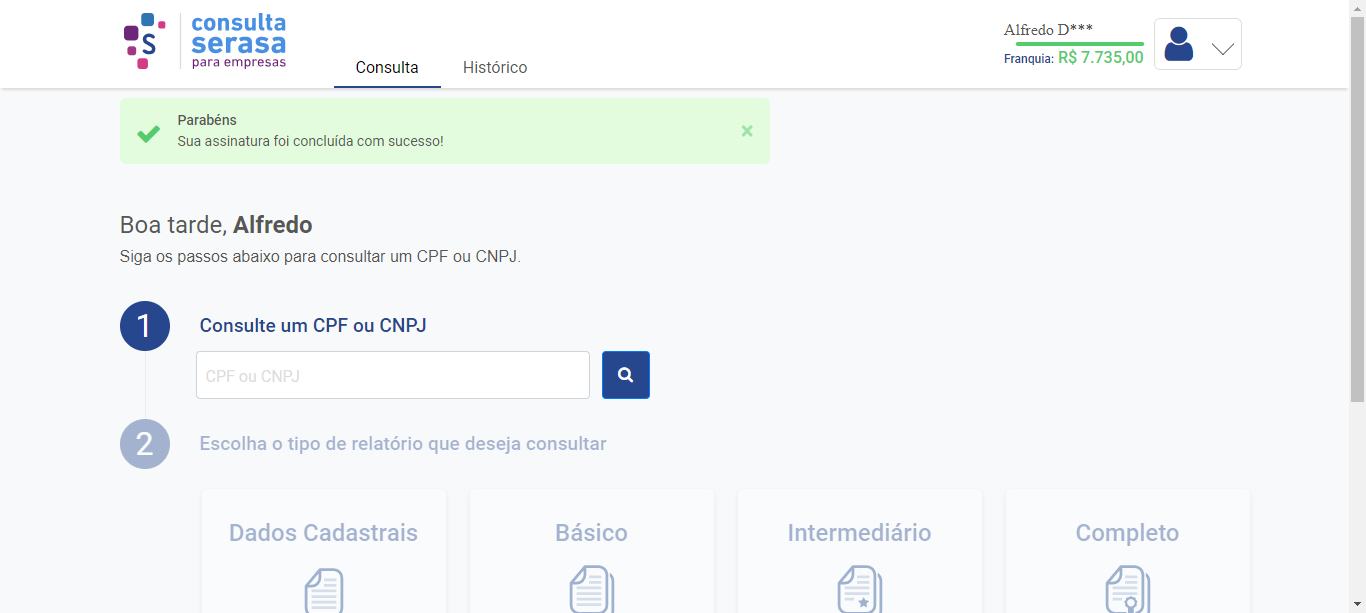 S
consulta
serasa
para empresas
Consulta
Histórico
Alfredo D***
Franquia: R$ 7.735,00
Parabéns
Sua assinatura foi concluída com sucesso!
×
Boa tarde, Alfredo
Siga os passos abaixo para consultar um CPF ou CNPJ.
1
Consulte um CPF ou CNPJ
CPF ou CNPJ
2
Escolha o tipo de relatório que deseja consultar
Dados Cadastrais
Básico
Intermediário
Completo